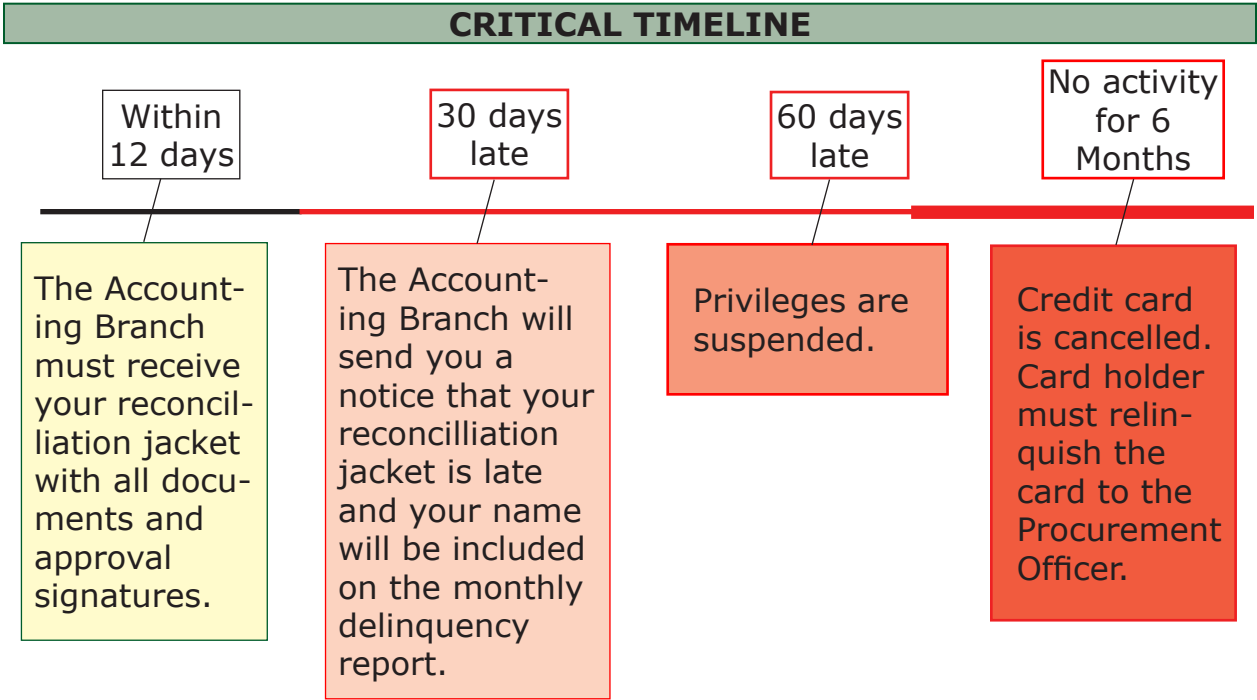 CRITICAL TIMELINE
Within
12 days
30 days
late
60 days
late
No activity
for 6
Months
The Account-
ing Branch
must receive
your reconcil-
liation jacket
with all docu-
ments and
approval
signatures.
The Account-
ing Branch will
send you a
notice that your
reconcilliation
jacket is late
and your name
will be included
on the monthly
delinquency
report.
Privileges are
suspended.
Credit card
is cancelled.
Card holder
must relin-
quish the
card to the
Procurement
Officer.